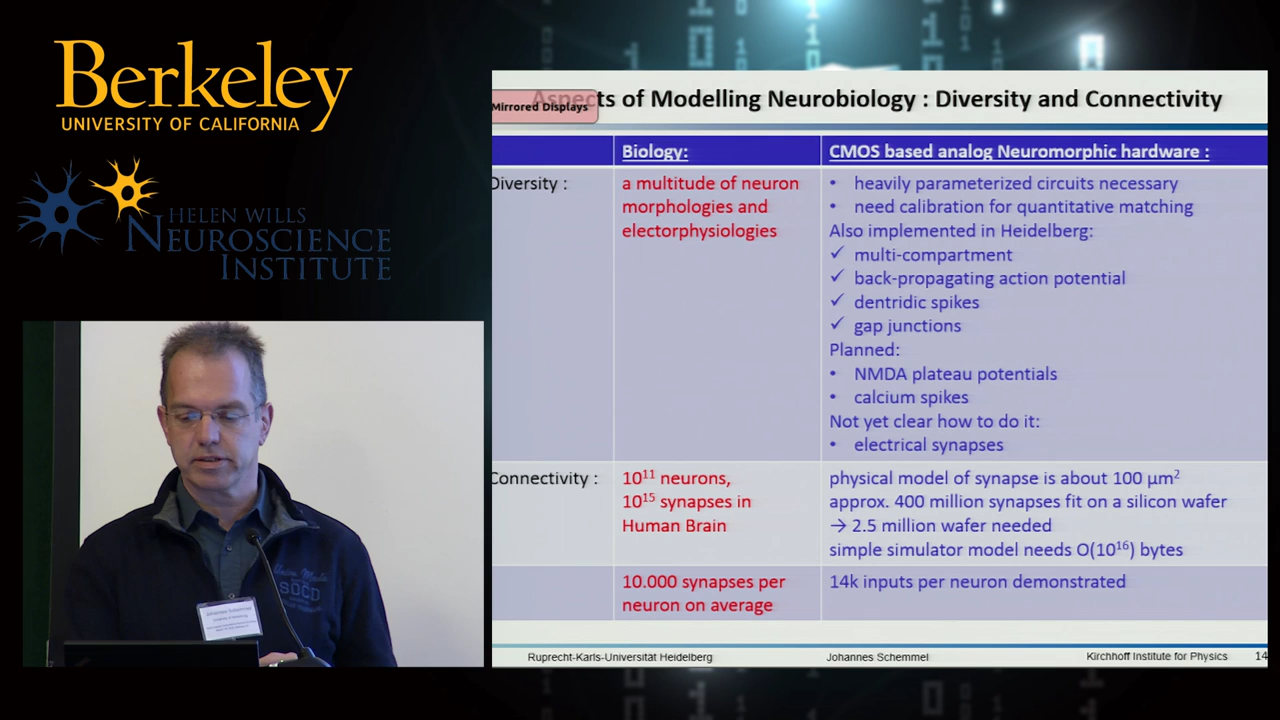 Berkeley
UNIVERSITY OF CALIFORNIA
HELEN WILLS
NEUROSCIENCE
INSTITUTE
Mirrored Displays
Aspects of Modelling Neurobiology : Diversity and Connectivity
Biology:
CMOS based analog Neuromorphic hardware :
Diversity :
a multitude of neuron
morphologies and
electorphysiologies
• heavily parameterized circuits necessary
• need calibration for quantitative matching
Also implemented in Heidelberg:
✓ multi-compartment
✓ back-propagating action potential
✓ dentridic spikes
✓ gap junctions
Planned:
• NMDA plateau potentials
• calcium spikes
Not yet clear how to do it:
• electrical synapses
Connectivity :
10¹¹ neurons,
10¹⁵ synapses in
Human Brain
physical model of synapse is about 100 µm²
approx. 400 million synapses fit on a silicon wafer
→ 2.5 million wafer needed
simple simulator model needs O(10¹⁶) bytes
10.000 synapses per
neuron on average
14k inputs per neuron demonstrated
Ruprecht-Karls-Universität Heidelberg
Johannes Schemmel
Kirchhoff Institute for Physics
14
SOCD
Johannes Schemmel